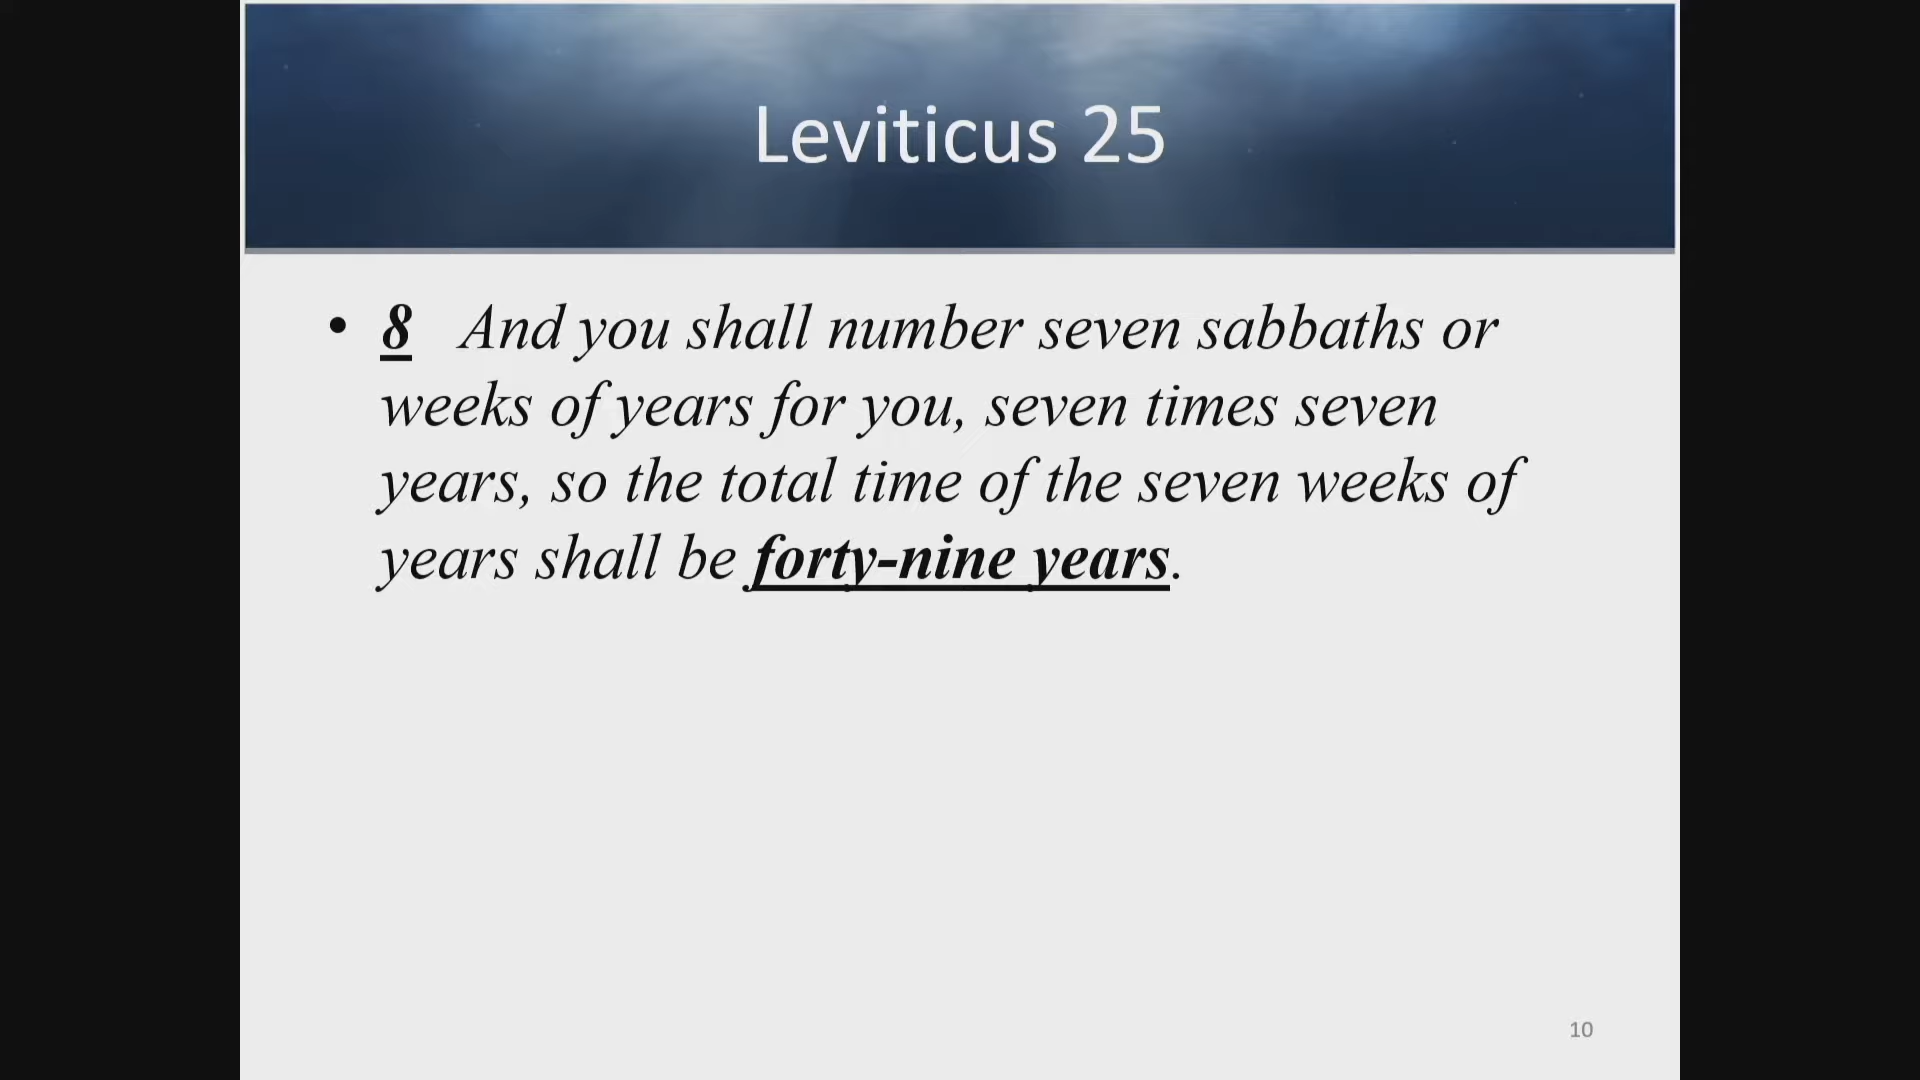 Leviticus 25
• 8 And you shall number seven sabbaths or
weeks of years for you, seven times seven
years, so the total time of the seven weeks of
years shall be forty-nine years.
10